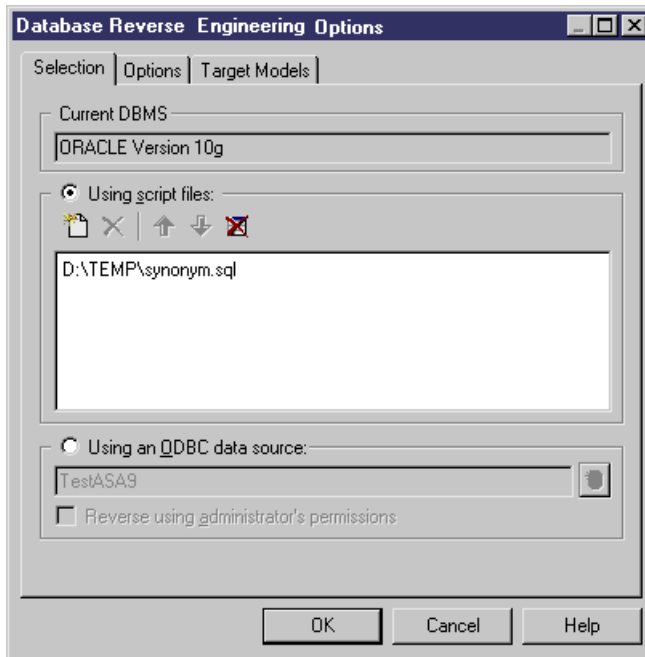 Database Reverse Engineering Options
Selection Options Target Models
Current DBMS
ORACLE Version 10g
Using script files:
D:\TEMP\synonym.sql
Using an ODBC data source:
TestASA9
Reverse using administrator's permissions
OK Cancel Help